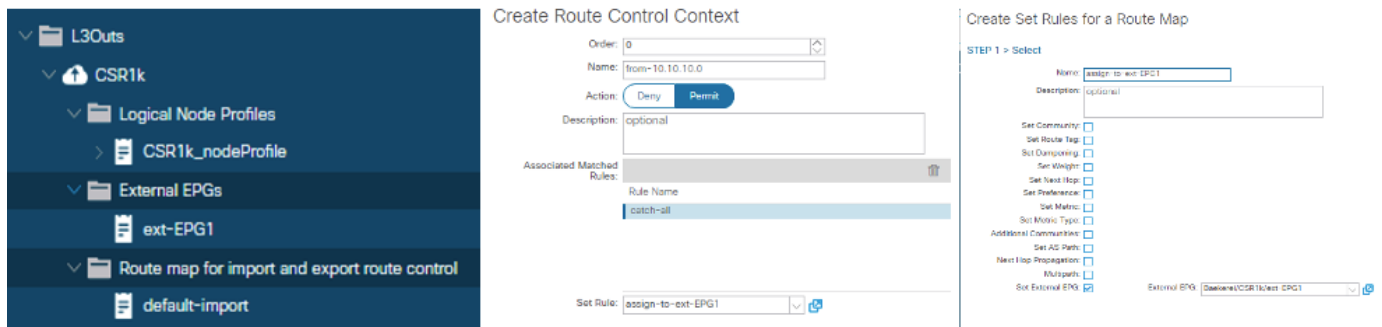 L3Outs
CSR1k
Logical Node Profiles
CSR1k_nodeProfile
External EPGs
ext-EPG1
Route map for import and export route control
default-import
Create Route Control Context
Order: 0
Name: from-10.10.10.0
Action: Deny Permit
Description: optional
Associated Matched
Rules:
Rule Name
catch-all
Set Rule: assign-to-ext-EPG1
Create Set Rules for a Route Map
STEP 1 > Select
Name: assign-to-ext-EPG1
Description: optional
Set Community:
Set Route Tag:
Set Dampening:
Set Weight:
Set Next Hop:
Set Preference:
Set Metric:
Set Metric Type:
Additional Communities:
Set AS Path:
Next Hop Propagation:
Multipath:
Set External EPG: External EPG: Baekerei/CSR1k/ext-EPG1